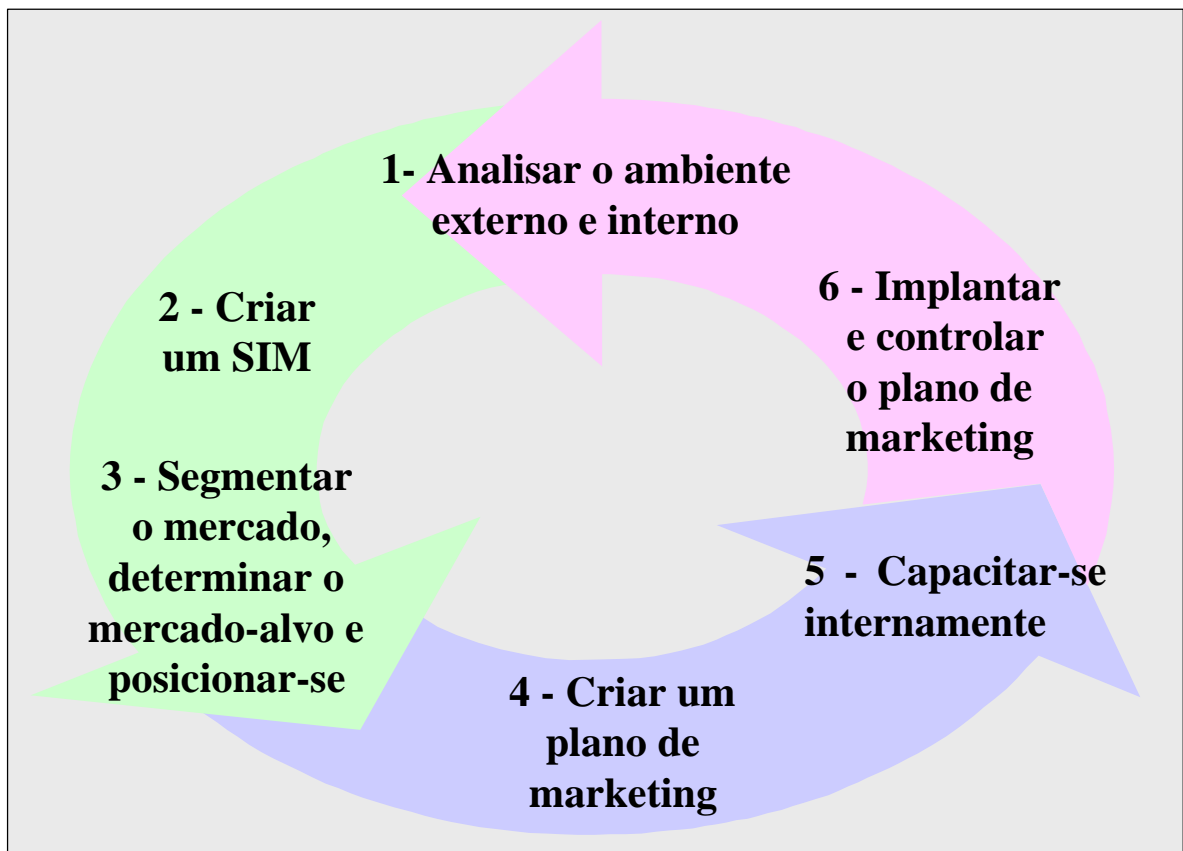 1- Analisar o ambiente
externo e interno
2 - Criar
um SIM
3 - Segmentar
o mercado,
determinar o
mercado-alvo e
posicionar-se
4 - Criar um
plano de
marketing
5 - Capacitar-se
internamente
6 - Implantar
e controlar
o plano de
marketing